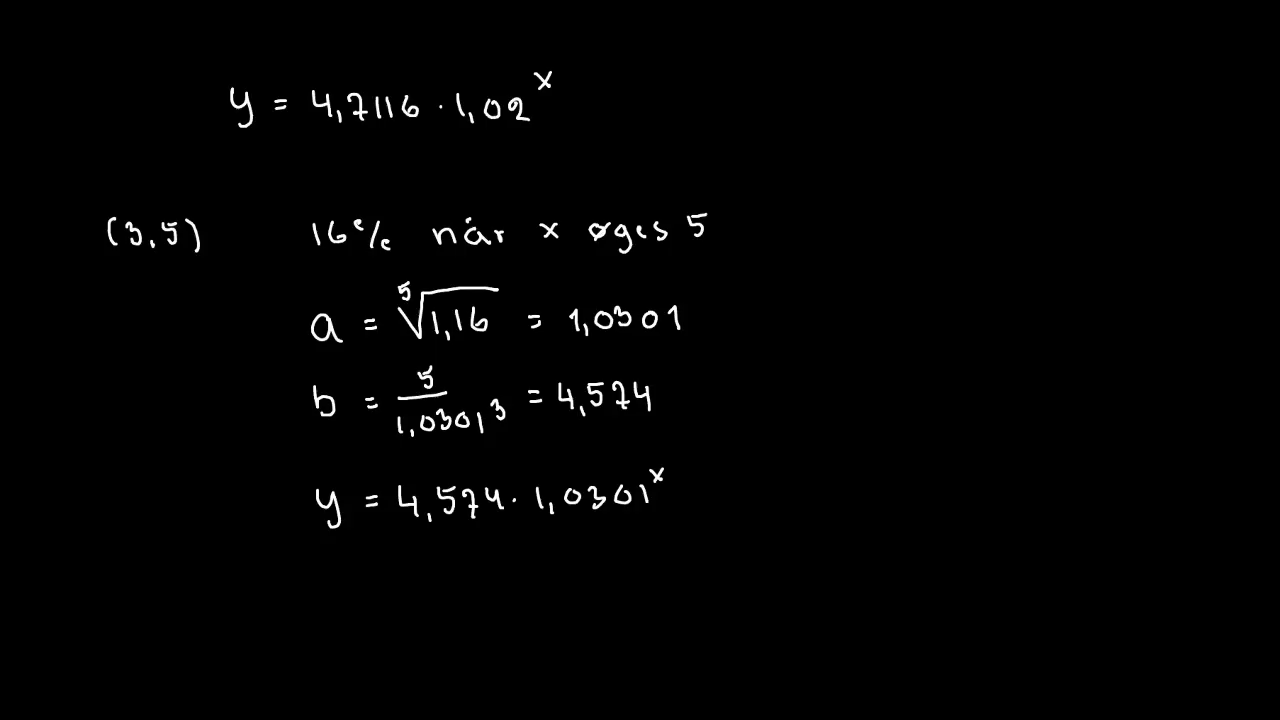 y = 4,7116 · 1,02^x
(3,5) 16% når x øges 5
a = ⁵√1,16 = 1,0301
b = 5/1,0301³ = 4,574
y = 4,574 · 1,0301^x